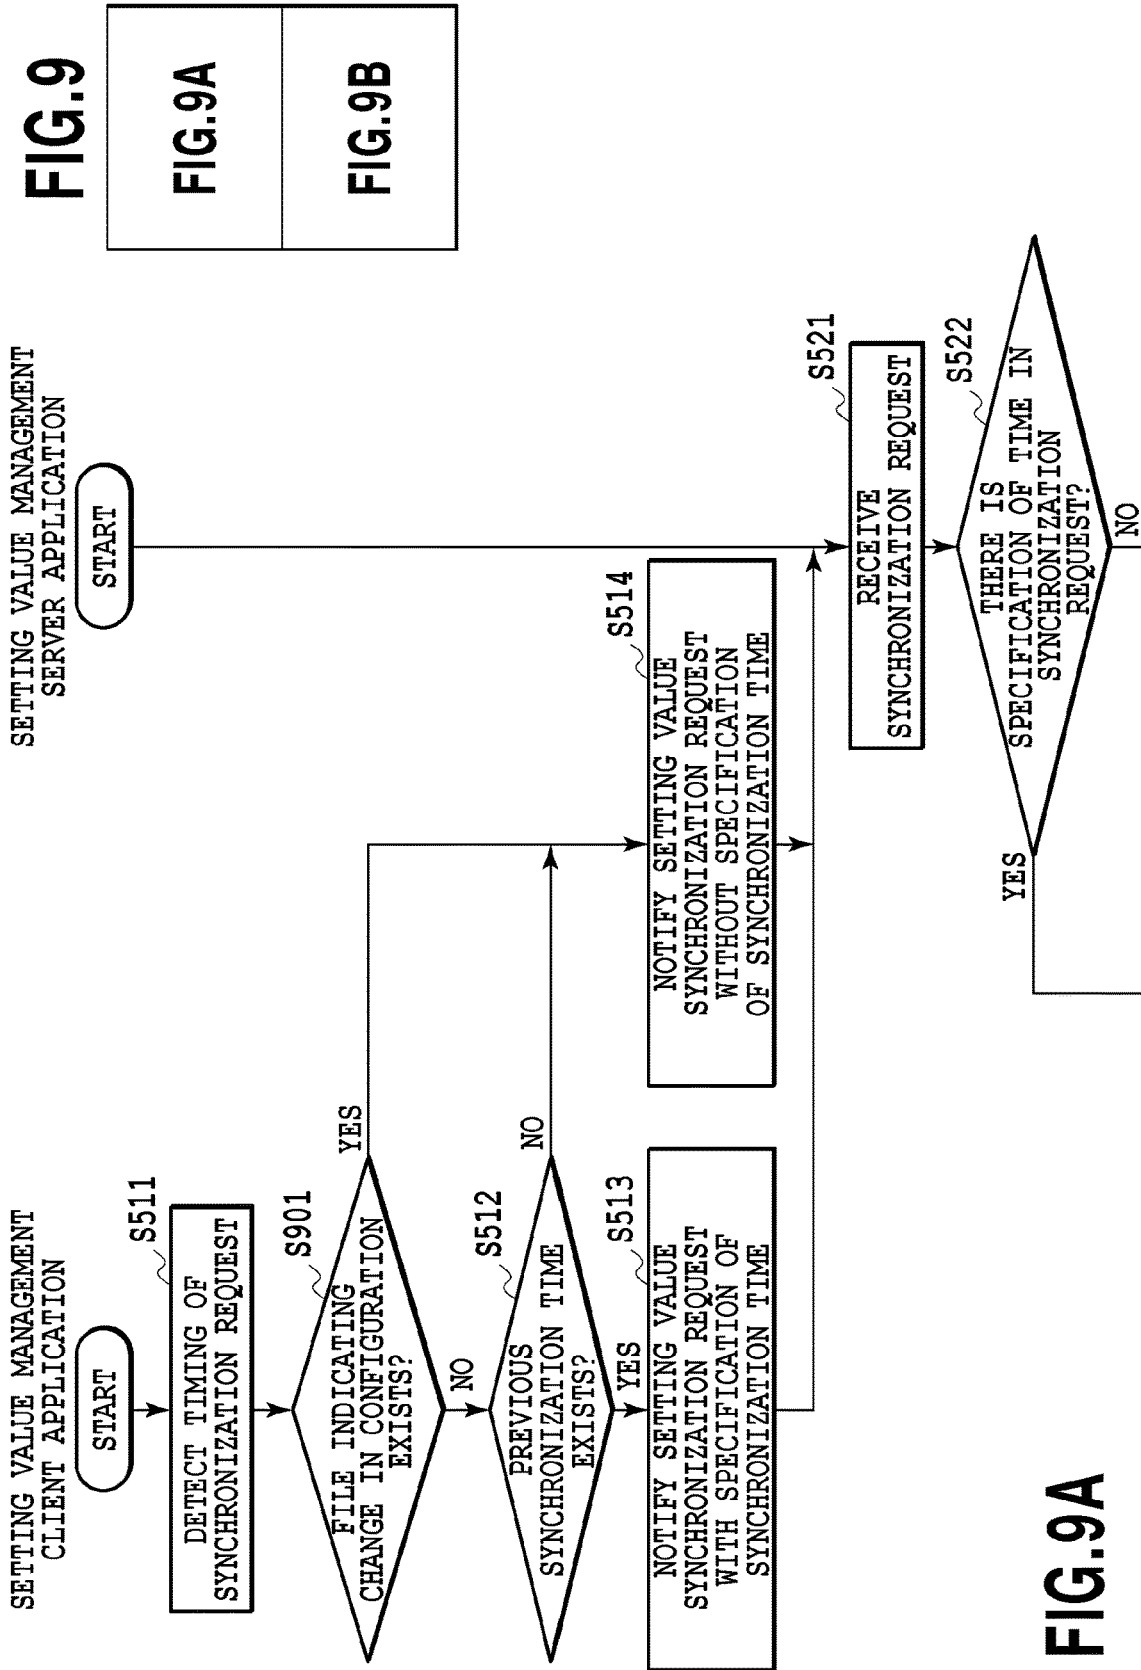 FIG.9
FIG.9A
FIG.9B
SETTING VALUE MANAGEMENT
CLIENT APPLICATION
START
S511
DETECT TIMING OF
SYNCHRONIZATION REQUEST
S901
FILE INDICATING
CHANGE IN CONFIGURATION
EXISTS?
YES
NO
S512
PREVIOUS
SYNCHRONIZATION TIME
EXISTS?
NO
YES
S513
NOTIFY SETTING VALUE
SYNCHRONIZATION REQUEST
WITH SPECIFICATION OF
SYNCHRONIZATION TIME
S514
NOTIFY SETTING VALUE
SYNCHRONIZATION REQUEST
WITHOUT SPECIFICATION
OF SYNCHRONIZATION TIME
SETTING VALUE MANAGEMENT
SERVER APPLICATION
START
S521
RECEIVE
SYNCHRONIZATION REQUEST
S522
THERE IS
SPECIFICATION OF TIME IN
SYNCHRONIZATION
REQUEST?
YES
NO
FIG.9A